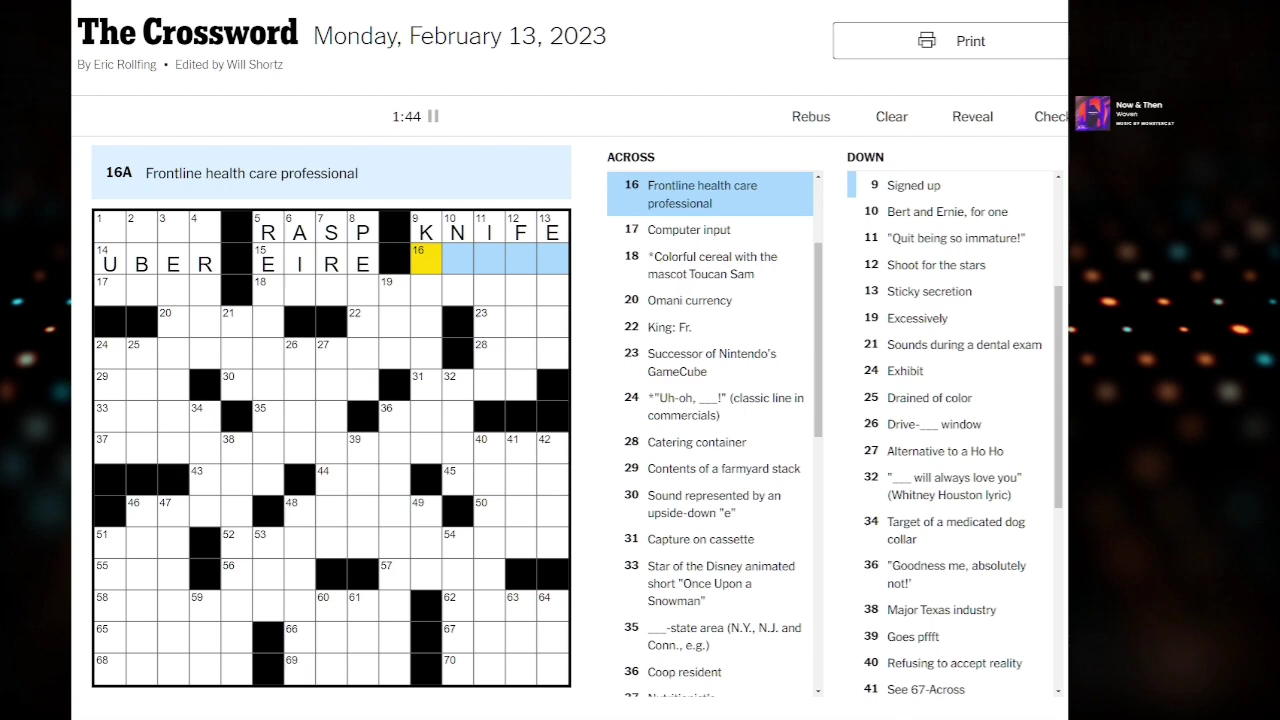 The Crossword Monday, February 13, 2023
By Eric Rollfing • Edited by Will Shortz
Print
1:44
Rebus
Clear
Reveal
Check
Now & Then
Woven
MUSIC BY MONSTERCAT
16A Frontline health care professional
1 2 3 4 5 6 7 8 9 10 11 12 13
R A S P K N I F E
14 15 16
U B E R E I R E
17 18 19
20 21 22 23
24 25 26 27 28
29 30 31 32
33 34 35 36
37 38 39 40 41 42
43 44 45
46 47 48 49 50
51 52 53 54
55 56 57
58 59 60 61 62 63 64
65 66 67
68 69 70
ACROSS
16 Frontline health care
professional
17 Computer input
18 *Colorful cereal with the
mascot Toucan Sam
20 Omani currency
22 King: Fr.
23 Successor of Nintendo's
GameCube
24 *"Uh-oh, ___!" (classic line in
commercials)
28 Catering container
29 Contents of a farmyard stack
30 Sound represented by an
upside-down "e"
31 Capture on cassette
33 Star of the Disney animated
short "Once Upon a
Snowman"
35 ___-state area (N.Y., N.J. and
Conn., e.g.)
36 Coop resident
37 Nutritionist's
DOWN
9 Signed up
10 Bert and Ernie, for one
11 "Quit being so immature!"
12 Shoot for the stars
13 Sticky secretion
19 Excessively
21 Sounds during a dental exam
24 Exhibit
25 Drained of color
26 Drive-___ window
27 Alternative to a Ho Ho
32 "___ will always love you"
(Whitney Houston lyric)
34 Target of a medicated dog
collar
36 "Goodness me, absolutely
not!'
38 Major Texas industry
39 Goes pffft
40 Refusing to accept reality
41 See 67-Across